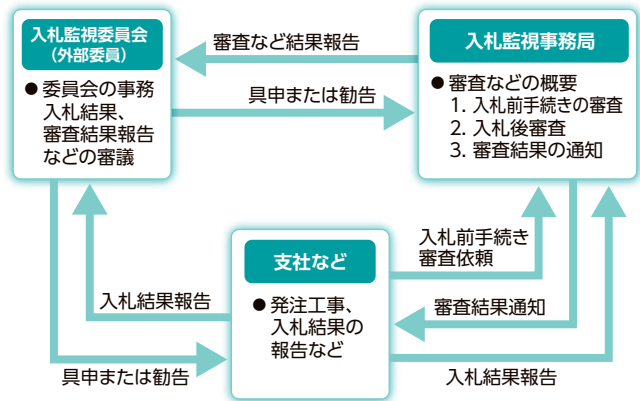 入札監視委員会
(外部委員)
● 委員会の事務
入札結果、
審査結果報告
などの審議
審査など結果報告
具申または勧告
入札監視事務局
● 審査などの概要
1. 入札前手続きの審査
2. 入札後審査
3. 審査結果の通知
支社など
● 発注工事、
入札結果の
報告など
入札前手続き
審査依頼
入札結果報告
審査結果通知
具申または勧告
入札結果報告